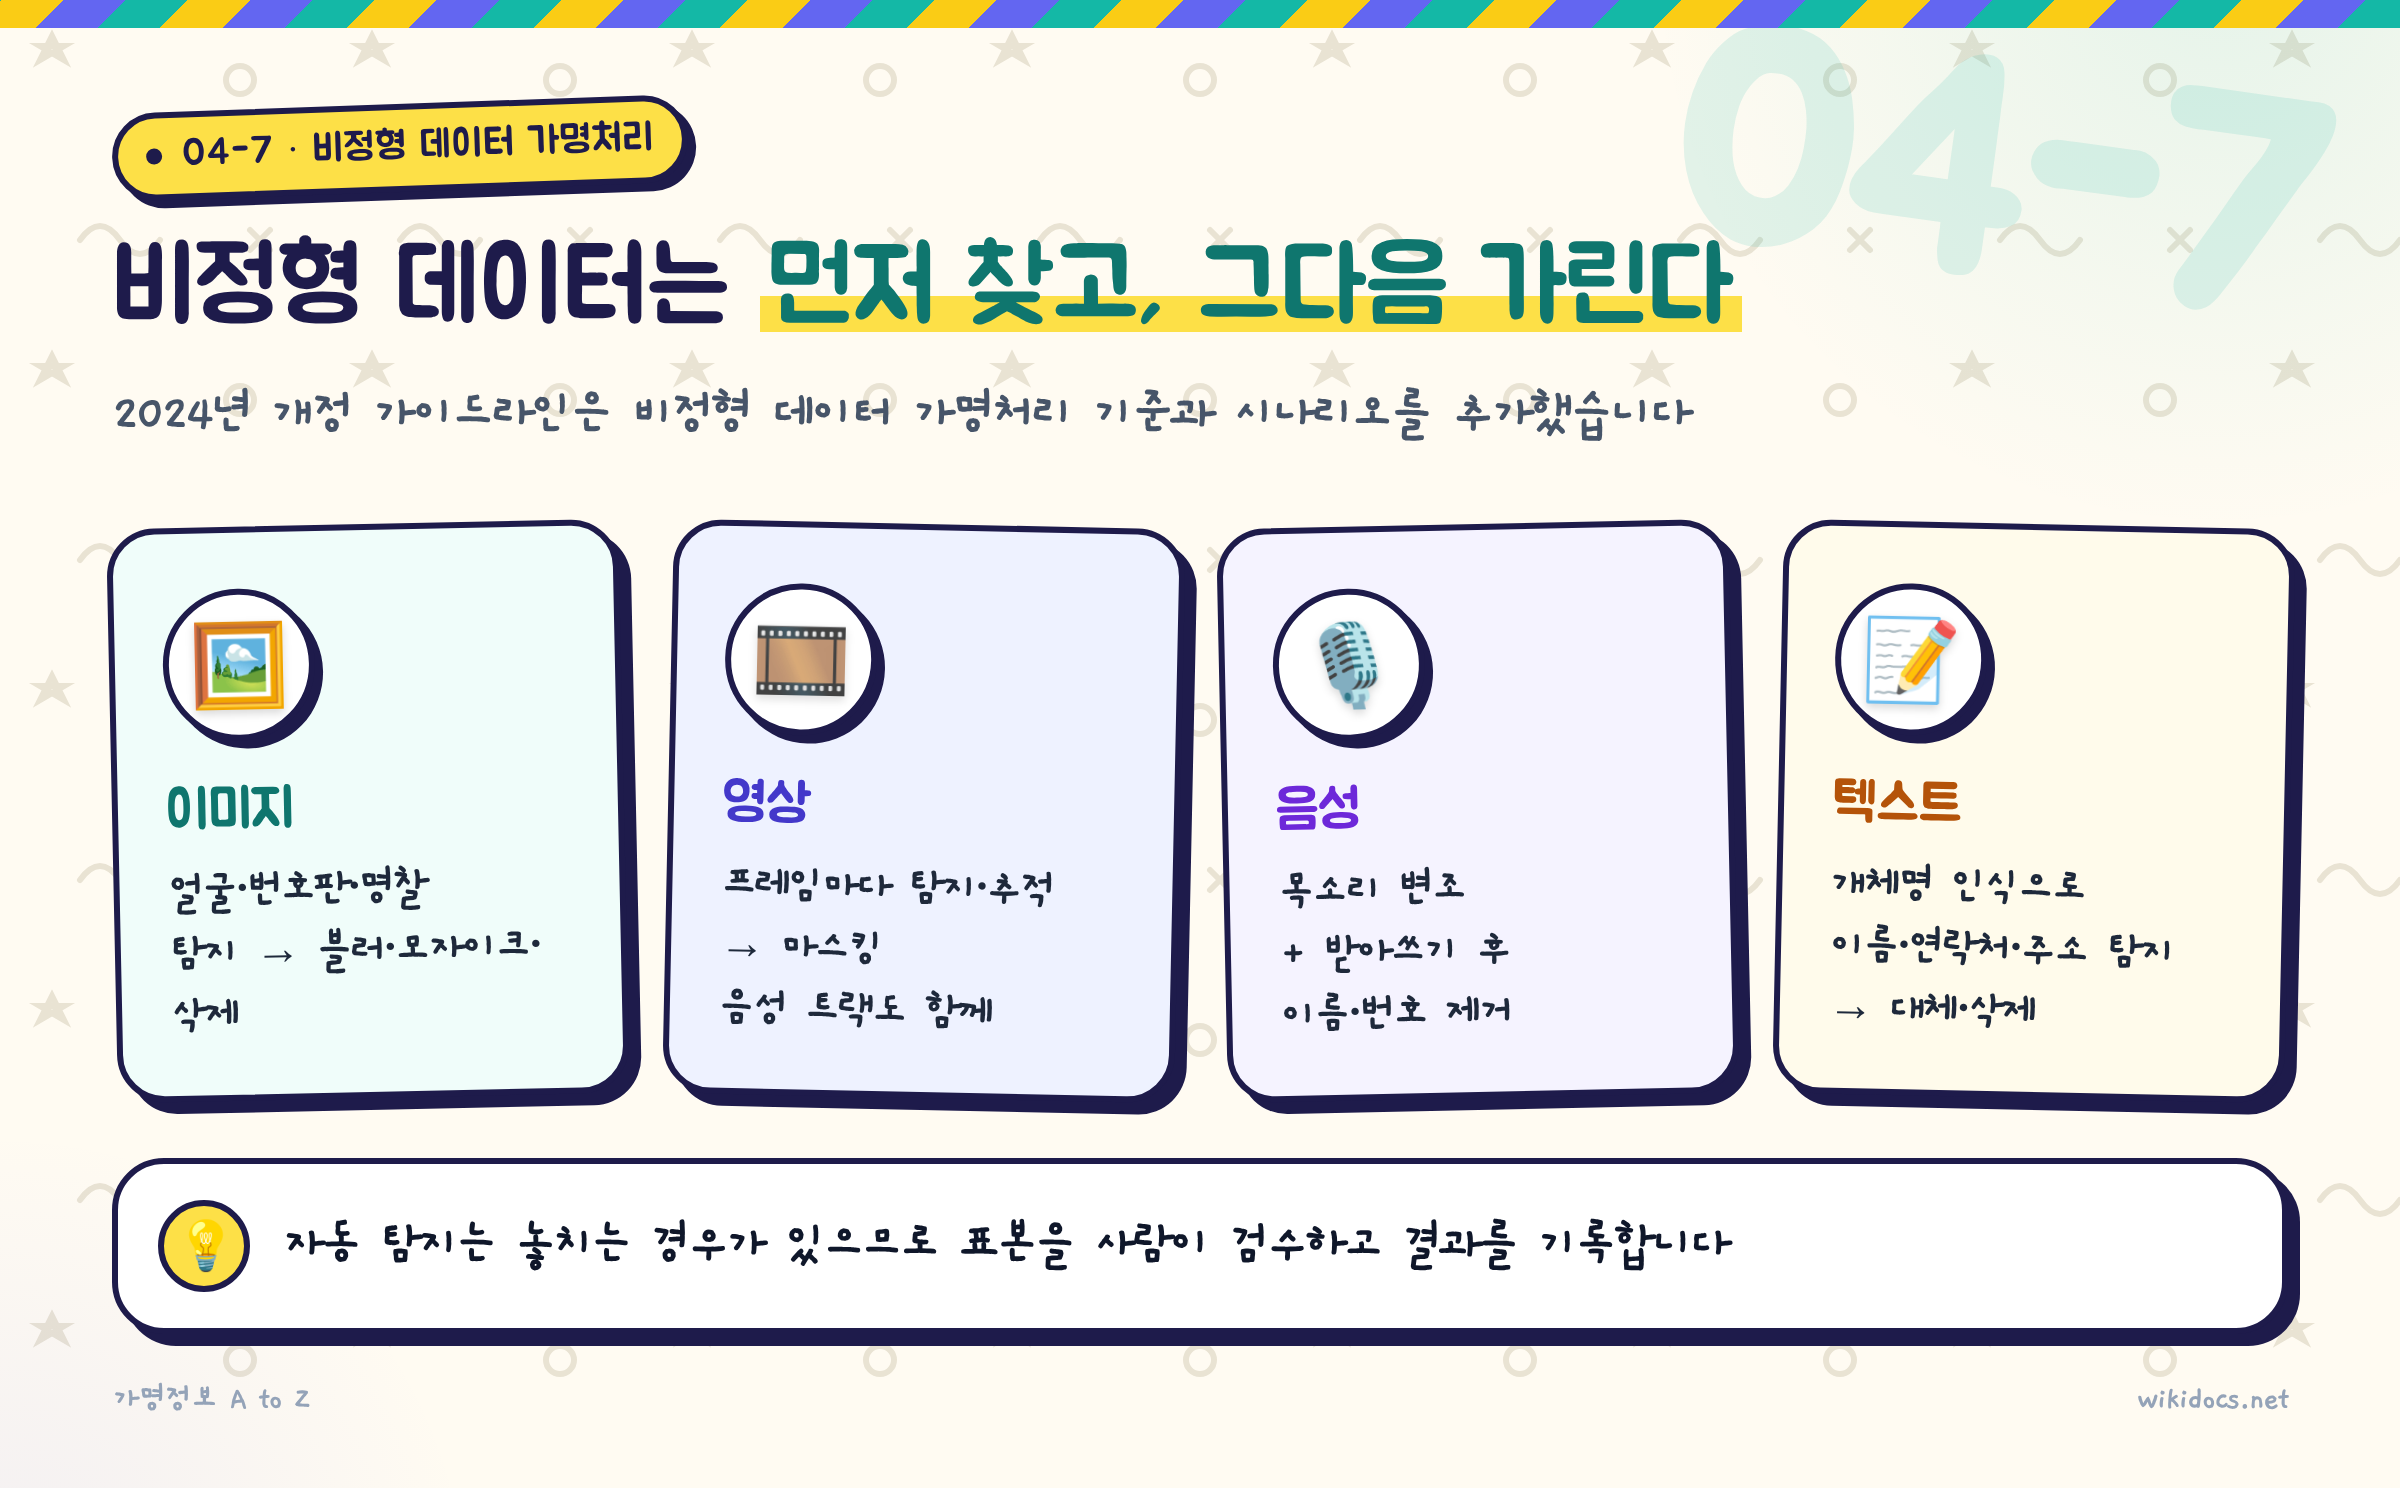 04-7
04-7 · 비정형 데이터 가명처리
비정형 데이터는 먼저 찾고, 그다음 가린다
2024년 개정 가이드라인은 비정형 데이터 가명처리 기준과 시나리오를 추가했습니다
이미지
얼굴·번호판·명찰
탐지 → 블러·모자이크·
삭제
영상
프레임마다 탐지·추적
→ 마스킹
음성 트랙도 함께
음성
목소리 변조
+ 받아쓰기 후
이름·번호 제거
텍스트
개체명 인식으로
이름·연락처·주소 탐지
→ 대체·삭제
자동 탐지는 놓치는 경우가 있으므로 표본을 사람이 검수하고 결과를 기록합니다
가명정보 A to Z
wikidocs.net